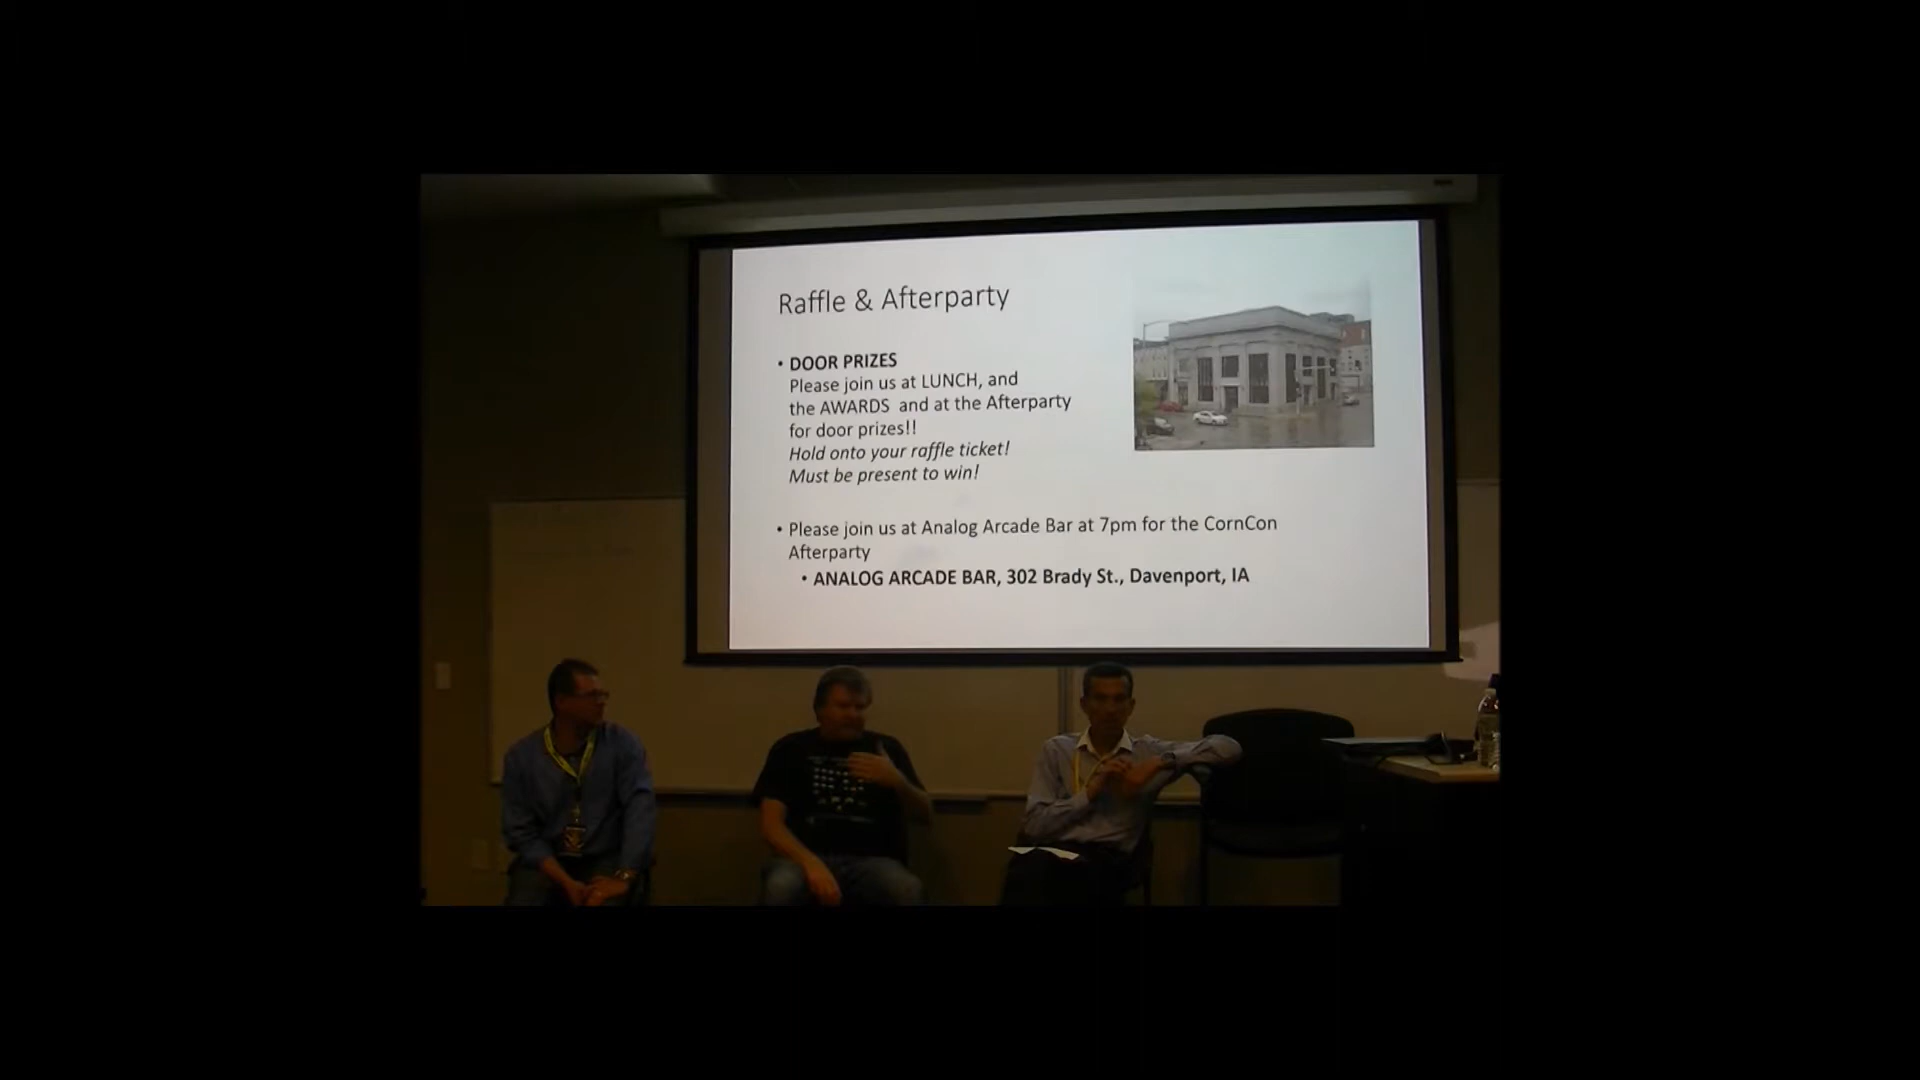 Raffle & Afterparty
• DOOR PRIZES
Please join us at LUNCH, and
the AWARDS and at the Afterparty
for door prizes!!
Hold onto your raffle ticket!
Must be present to win!
• Please join us at Analog Arcade Bar at 7pm for the CornCon
Afterparty
• ANALOG ARCADE BAR, 302 Brady St., Davenport, IA